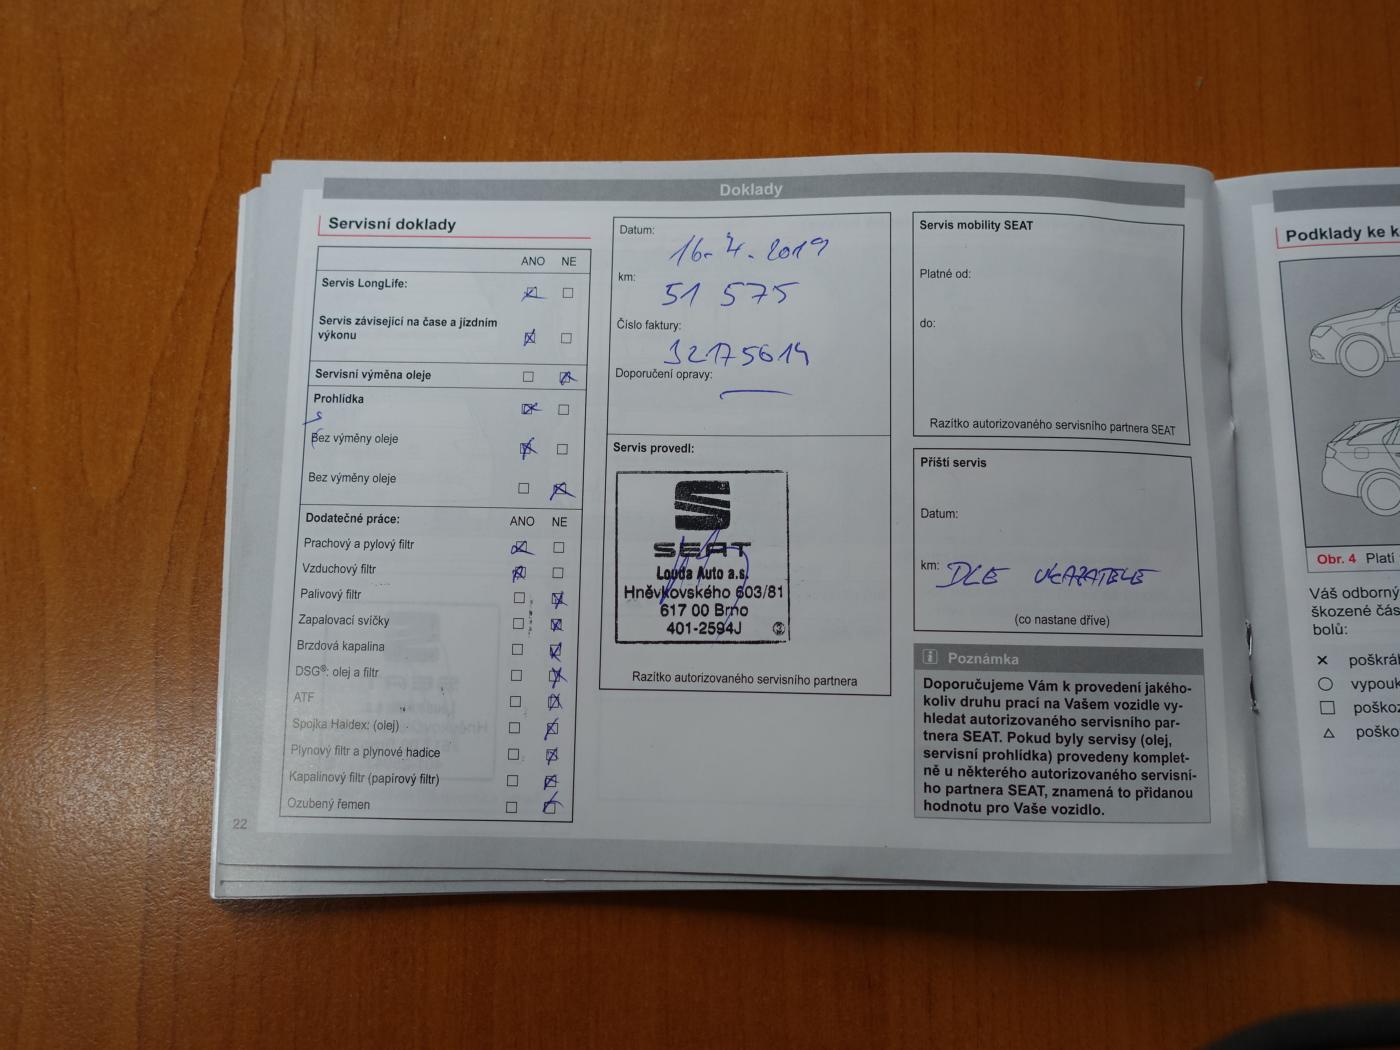 Doklady
Servisní doklady
ANO NE
Servis LongLife:
Servis závisející na čase a jízdním
výkonu
Servisní výměna oleje
Prohlídka
s
Bez výměny oleje
Bez výměny oleje
Dodatečné práce: ANO NE
Prachový a pylový filtr
Vzduchový filtr
Palivový filtr
Zapalovací svíčky
Brzdová kapalina
DSG®: olej a filtr
ATF
Spojka Haldex: (olej)
Plynový filtr a plynové hadice
Kapalinový filtr (papírový filtr)
Ozubený řemen
22
Datum:
16. 4. 2019
km:
51 575
Číslo faktury:
32175614
Doporučení opravy:
Servis provedl:
SEAT
Louda Auto a.s.
Hněvkovského 603/81
617 00 Brno
401-2594J
Razítko autorizovaného servisního partnera
Servis mobility SEAT
Platné od:
do:
Razítko autorizovaného servisního partnera SEAT
Příští servis
Datum:
km: DLE UKAZATELE
(co nastane dříve)
Poznámka
Doporučujeme Vám k provedení jakého-
koliv druhu prací na Vašem vozidle vy-
hledat autorizovaného servisního par-
tnera SEAT. Pokud byly servisy (olej,
servisní prohlídka) provedeny komplet-
ně u některého autorizovaného servisní-
ho partnera SEAT, znamená to přidanou
hodnotu pro Vaše vozidlo.
Podklady ke k
Obr. 4 Platí
Váš odborný
škozené čás
bolů:
poškrál
vypouk
poškoz
poško